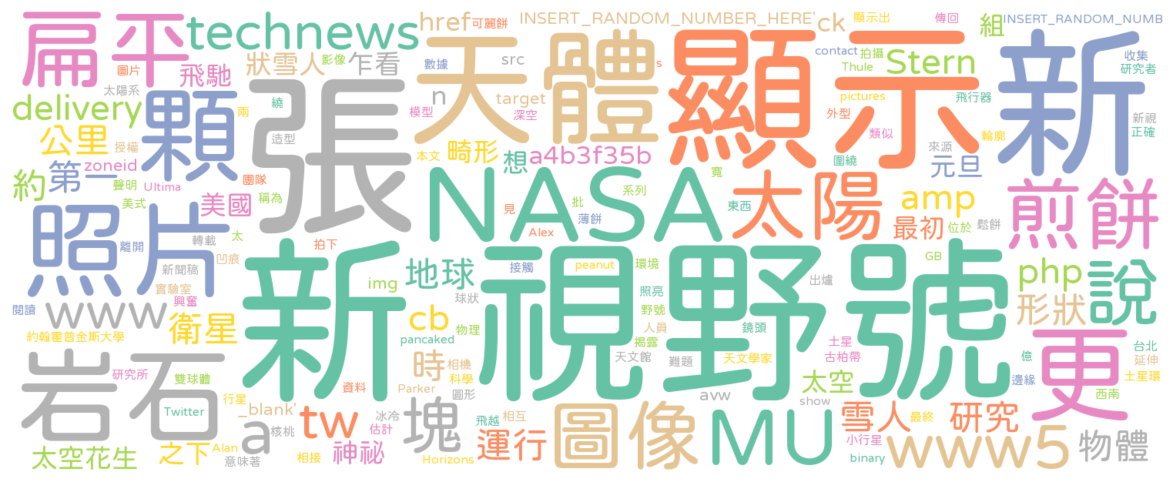 扁平
technews
href
可麗餅
INSERT_RANDOM_NUMBER_HERE'
ck
顯示出
傳回
組
INSERT_RANDOM_NUMB
圖片
飛馳
狀雪人
影像
乍看
數據
src
s
contact
拍攝
Thule
Stern
收集
研究者
太陽系
delivery
顆
繞
兩
造型
張
n
模型
target
深空
天體
顯示
pictures
外型
飛行器
類似
新
新視
正確
公里
授權
zoneid
本文
畸形
想
a4b3f35b
圍繞
來源
輪廓
元旦
約
第一
聲明
Ultima
美式
團隊
稱為
美國
NASA
系列
寬
批
薄餅
見
Alex
東西
太陽
amp
最初
位於
鬆餅
煎餅
照片
離開
轉載
太
凹痕
拍下
新聞稿
實驗室
興奮
閱讀
www
衛星
新視野號
地球
接觸
img
球狀
peanut
環境
照亮
野號
出爐
GB
php
形狀
說
約翰霍普金斯大學
cb
物理
pancaked
人員
揭露
鏡頭
天文館
難題
天文學家
土星
古柏帶
億
台北
延伸
土星環
邊緣
西南
更
岩石
研究所
雙球體
行星
資料
時
相機
科學
Parker
圓形
太空
avw
show
_blank'
Twitter
a
核桃
tw
冰冷
估計
塊
飛越
相互
圖像
MU
雪人
最終
研究
太空花生
之下
Alan
意味著
相接
神祕
Horizons
運行
小行星
binary
www5
物體